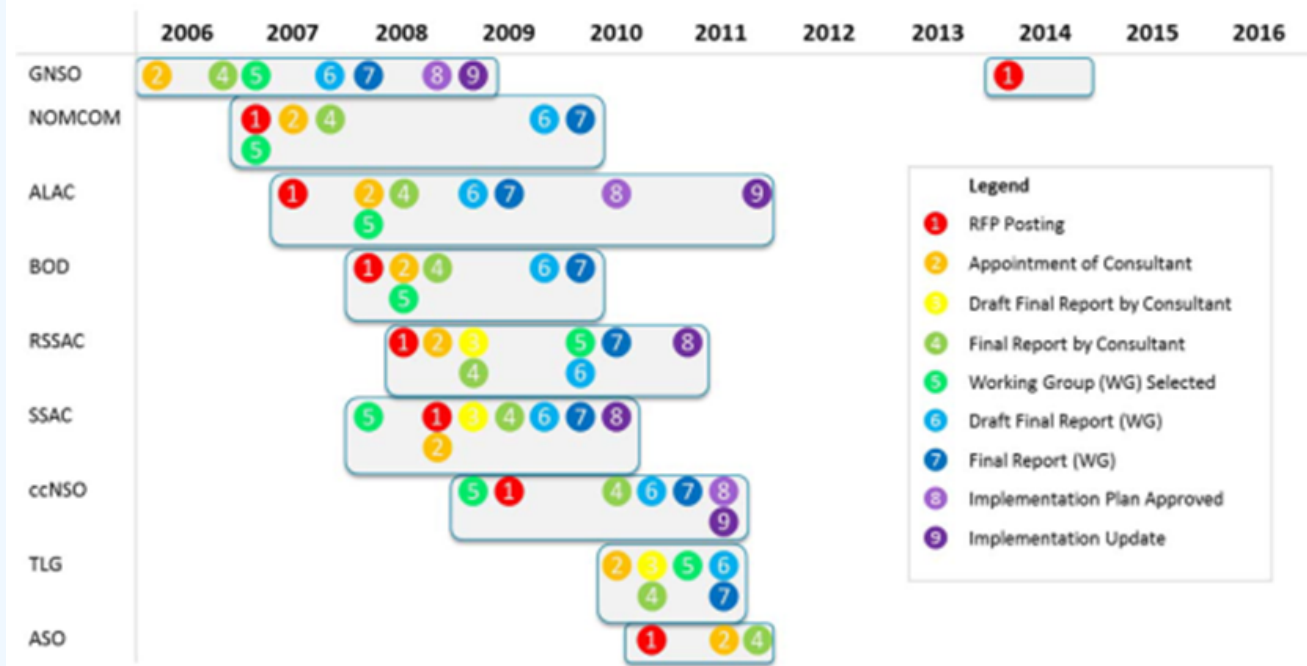 2006 2007 2008 2009 2010 2011 2012 2013 2014 2015 2016
GNSO 2 4 5 6 7 8 9 1
NOMCOM 1 2 4 6 7
5
ALAC 1 2 4 6 7 8 9
5
BOD 1 2 4 6 7
5
RSSAC 1 2 3 5 7 8
4 6
SSAC 5 1 3 4 6 7 8
2
ccNSO 5 1 4 6 7 8
9
TLG 2 3 5 6
4 7
ASO 1 2 4
Legend
1 RFP Posting
2 Appointment of Consultant
3 Draft Final Report by Consultant
4 Final Report by Consultant
5 Working Group (WG) Selected
6 Draft Final Report (WG)
7 Final Report (WG)
8 Implementation Plan Approved
9 Implementation Update